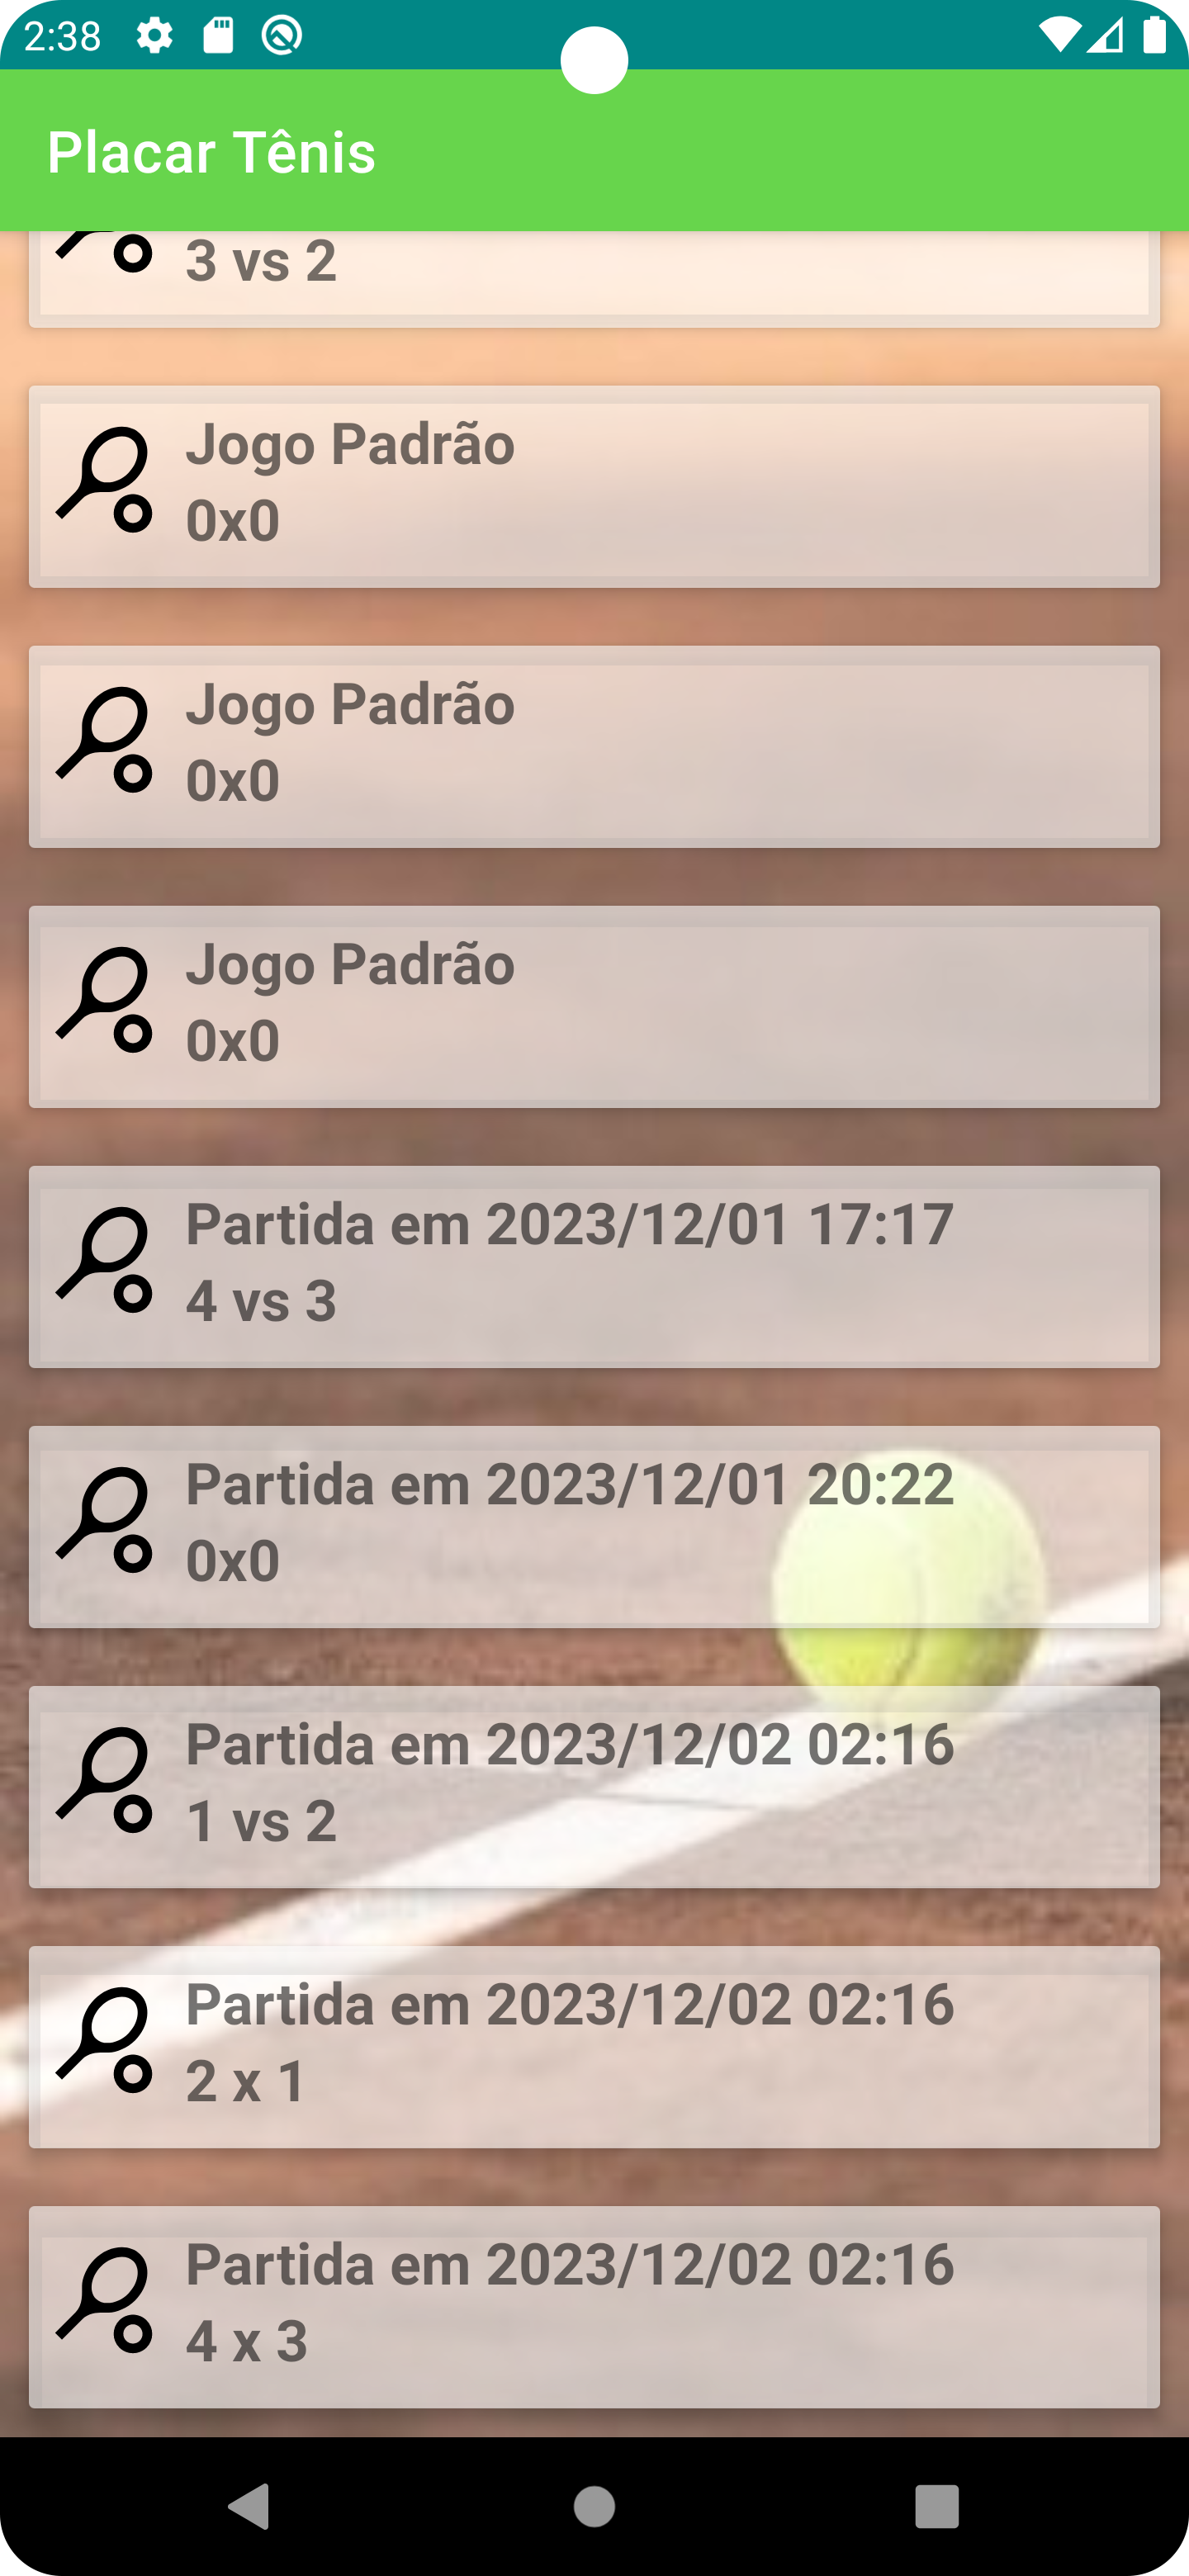 2:38
Placar Tênis
3 vs 2
Jogo Padrão
0x0
Jogo Padrão
0x0
Jogo Padrão
0x0
Partida em 2023/12/01 17:17
4 vs 3
Partida em 2023/12/01 20:22
0x0
Partida em 2023/12/02 02:16
1 vs 2
Partida em 2023/12/02 02:16
2 x 1
Partida em 2023/12/02 02:16
4 x 3